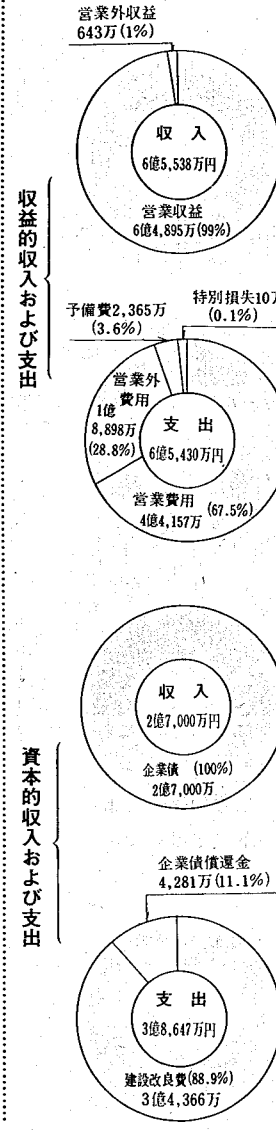 収益的収入および支出
営業外収益
643万(1%)
収入
6億5,538万円
営業収益
6億4,895万(99%)
予備費2,365万
(3.6%)
特別損失10万
(0.1%)
営業外
費用
1億
8,898万
(28.8%)
支出
6億5,430万円
営業費用
4億4,157万
(67.5%)
資本的収入および支出
収入
2億7,000万円
企業債 (100%)
2億7,000万
企業債償還金
4,281万(11.1%)
支出
3億8,647万円
建設改良費(88.9%)
3億4,366万